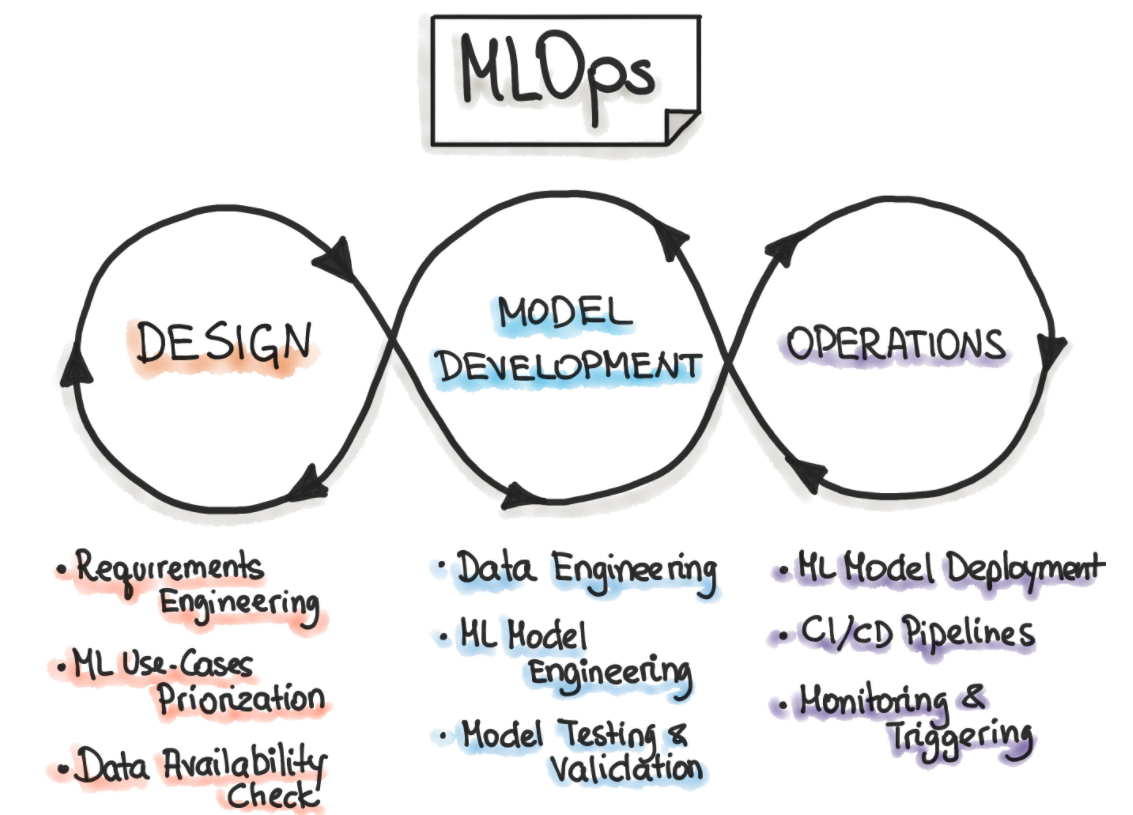 MLOps
DESIGN
MODEL
DEVELOPMENT
OPERATIONS
• Requirements
Engineering
• ML Use-Cases
Priorization
• Data Availability
Check
• Data Engineering
• ML Model
Engineering
• Model Testing &
Validation
• ML Model Deployment
• CI/CD Pipelines
• Monitoring &
Triggering